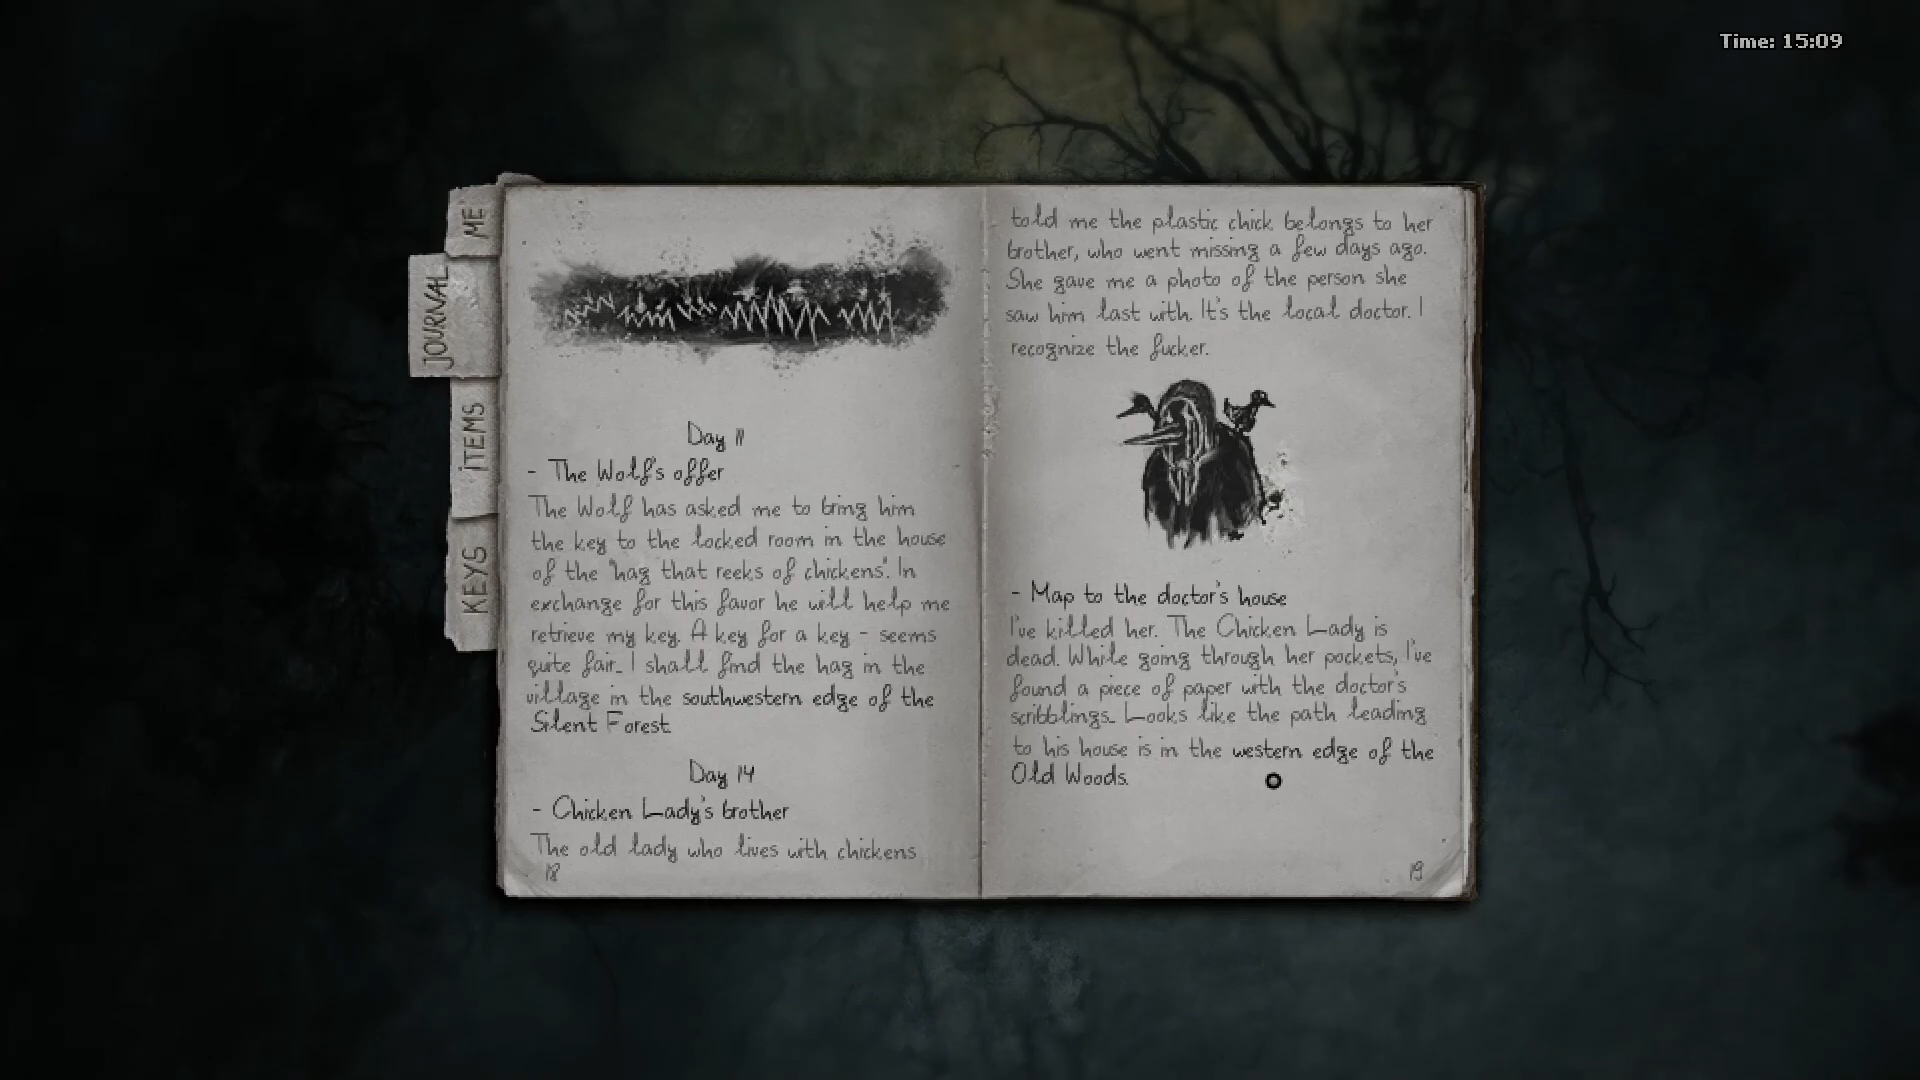 Time: 15:09
ME
JOURNAL
ITEMS
KEYS
Day 11
- The Wolf's offer
The Wolf has asked me to bring him
the key to the locked room in the house
of the "hag that reeks of chickens". In
exchange for this favor he will help me
retrieve my key. A key for a key - seems
quite fair... I shall find the hag in the
village in the southwestern edge of the
Silent Forest.
Day 14
- Chicken Lady's brother
The old lady who lives with chickens
18
told me the plastic chick belongs to her
brother, who went missing a few days ago.
She gave me a photo of the person she
saw him last with. It's the local doctor. I
recognize the fucker.
- Map to the doctor's house
I've killed her. The Chicken Lady is
dead. While going through her pockets, I've
found a piece of paper with the doctor's
scribblings... Looks like the path leading
to his house is in the western edge of the
Old Woods.
19